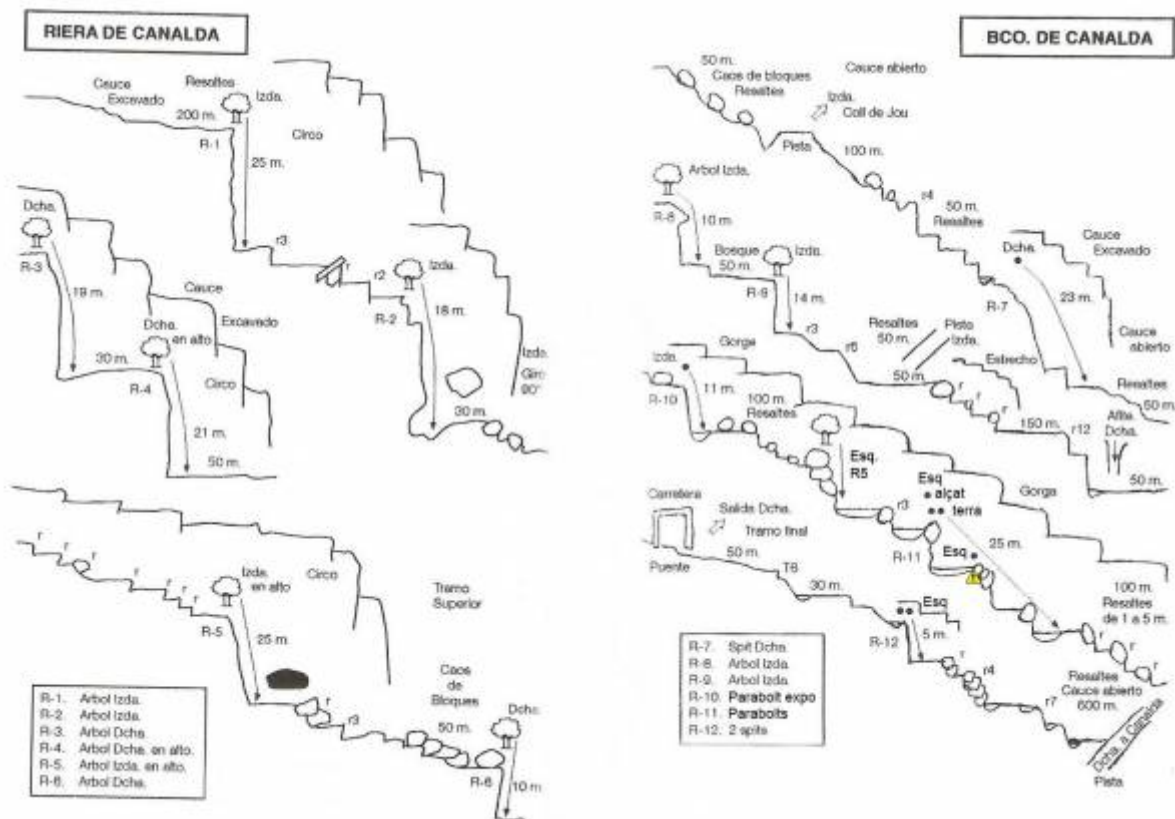 RIERA DE CANALDA
Cauce
Excavado
Resaltes
200 m.
Izda.
R-1
25 m.
Circo
r3
r
r2
Izda.
R-2
18 m.
Izda.
Giro
90°
30 m.
Dcha.
R-3
19 m.
Cauce
Excavado
Dcha.
en alto
30 m.
R-4
Circo
21 m.
50 m.
r
r
r
r
r
r
r
Izda.
en alto
Circo
R-5
25 m.
Tramo
Superior
r
r3
Caos
de
Bloques
50 m.
Dcha.
R-6
10 m.
R-1. Arbol Izda.
R-2. Arbol Izda.
R-3. Arbol Dcha.
R-4. Arbol Dcha. en alto.
R-5. Arbol Izda. en alto.
R-6. Arbol Dcha.
BCO. DE CANALDA
50 m.
Caos de bloques
Resaltes
Cauce abierto
Izda.
Coll de Jou
Pista
100 m.
r4
50 m.
Resaltes
Dcha.
Cauce
Excavado
R-7
23 m.
Cauce
abierto
Resaltes
50 m.
Arbol Izda.
R-8
10 m.
Bosque
50 m.
Izda.
R-9
14 m.
r3
r6
Resaltes
50 m.
Pista
Izda.
50 m.
Estrecho
r
r
r
150 m.
r12
Aflte.
Dcha.
50 m.
Izda.
Gorga
R-10
11 m.
100 m.
Resaltes
Esq.
R5
r3
Esq
alçat
terra
Gorga
R-11
25 m.
Esq
100 m.
Resaltes
de 1 a 5 m.
r
r
r
Carretera
Salida Dcha.
Tramo final
Puente
50 m.
T6
30 m.
Esq
R-12
5 m.
r
r4
r7
Resaltes
Cauce abierto
600 m.
Dcha. a Canalda
Pista
R-7. Spit Dcha.
R-8. Arbol Izda.
R-9. Arbol Izda.
R-10. Parabolt expo
R-11. Parabolts
R-12. 2 spits